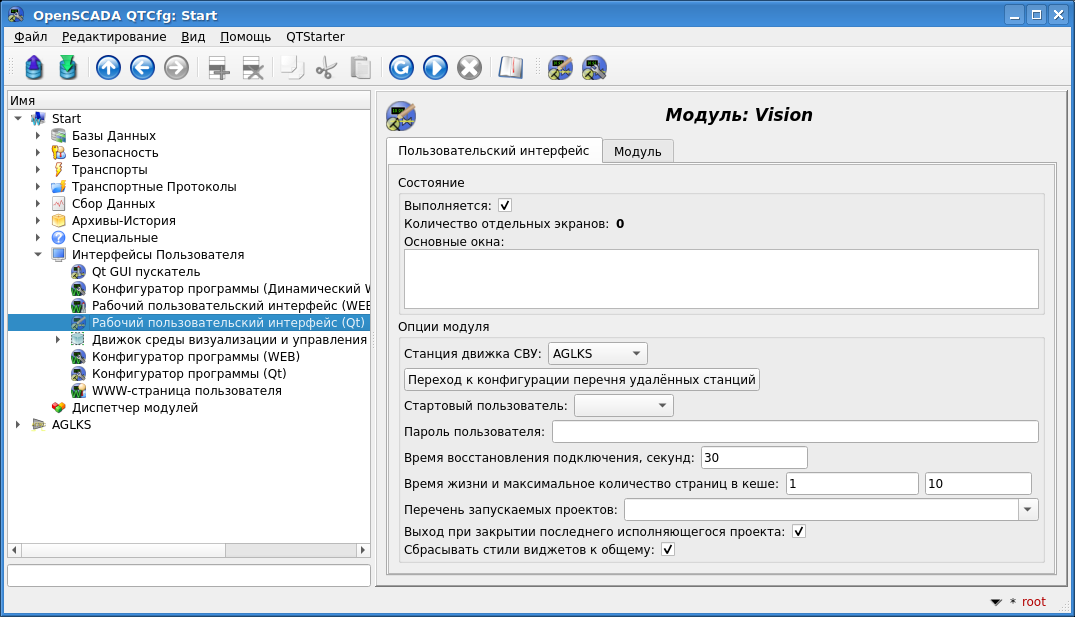 OpenSCADA QTCfg: Start
Файл Редактирование Вид Помощь QTStarter
Имя
Start
Базы Данных
Безопасность
Транспорты
Транспортные Протоколы
Сбор Данных
Архивы-История
Специальные
Интерфейсы Пользователя
Qt GUI пускатель
Конфигуратор программы (Динамический W
Рабочий пользовательский интерфейс (WEB
Рабочий пользовательский интерфейс (Qt)
Движок среды визуализации и управления
Конфигуратор программы (WEB)
Конфигуратор программы (Qt)
WWW-страница пользователя
Диспетчер модулей
AGLKS
Модуль: Vision
Пользовательский интерфейс Модуль
Состояние
Выполняется:
Количество отдельных экранов: 0
Основные окна:
Опции модуля
Станция движка СВУ: AGLKS
Переход к конфигурации перечня удалённых станций
Стартовый пользователь:
Пароль пользователя:
Время восстановления подключения, секунд: 30
Время жизни и максимальное количество страниц в кеше: 1 10
Перечень запускаемых проектов:
Выход при закрытии последнего исполняющегося проекта:
Сбрасывать стили виджетов к общему:
* root